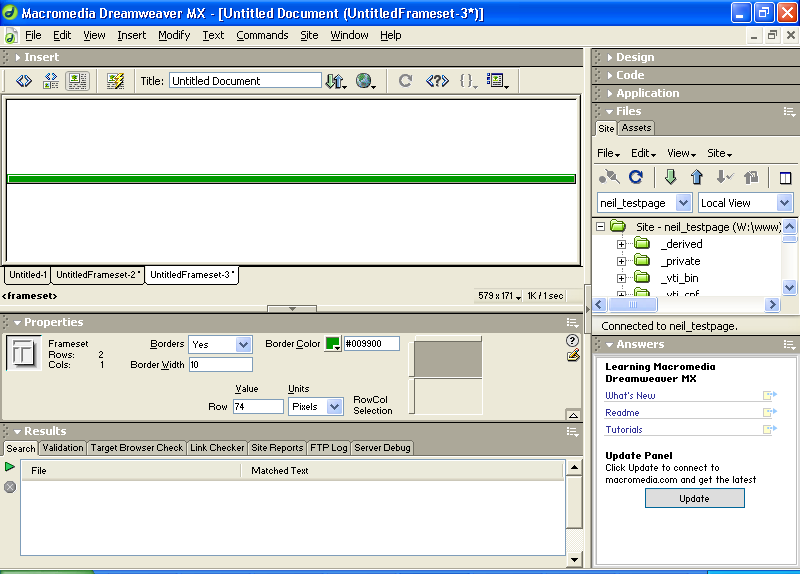 Macromedia Dreamweaver MX - [Untitled Document (UntitledFrameset-3*)]
File Edit View Insert Modify Text Commands Site Window Help
Insert
Title: Untitled Document
Untitled-1 UntitledFrameset-2* UntitledFrameset-3*
<frameset> 579 x 171 1K / 1 sec
Properties
Frameset Borders Yes Border Color #009900
Rows: 2
Cols: 1 Border Width 10
Value Units
Row 74 Pixels RowCol
Selection
Results
Search Validation Target Browser Check Link Checker Site Reports FTP Log Server Debug
File Matched Text
Design
Code
Application
Files
Site Assets
File Edit View Site
neil_testpage Local View
Site - neil_testpage (W:\www)
_derived
_private
_vti_bin
_vti_cnf
Connected to neil_testpage.
Answers
Learning Macromedia
Dreamweaver MX
What's New
Readme
Tutorials
Update Panel
Click Update to connect to
macromedia.com and get the latest
Update